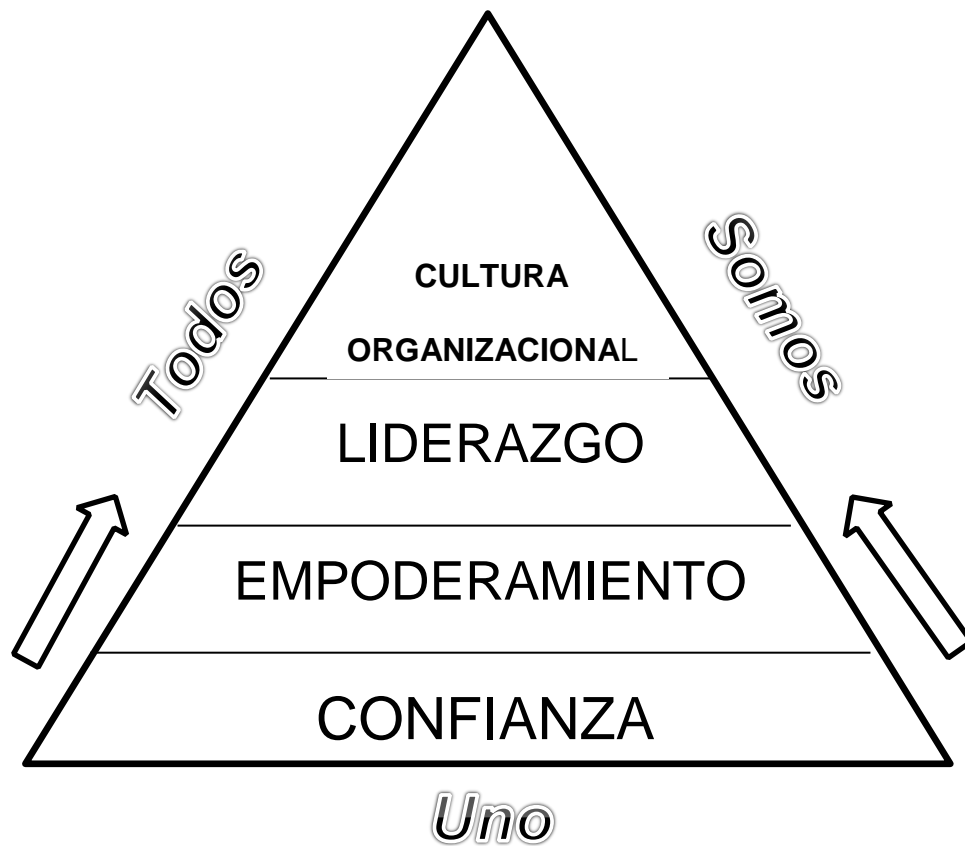 Todos
Somos
CULTURA
ORGANIZACIONAL
LIDERAZGO
EMPODERAMIENTO
CONFIANZA
Uno